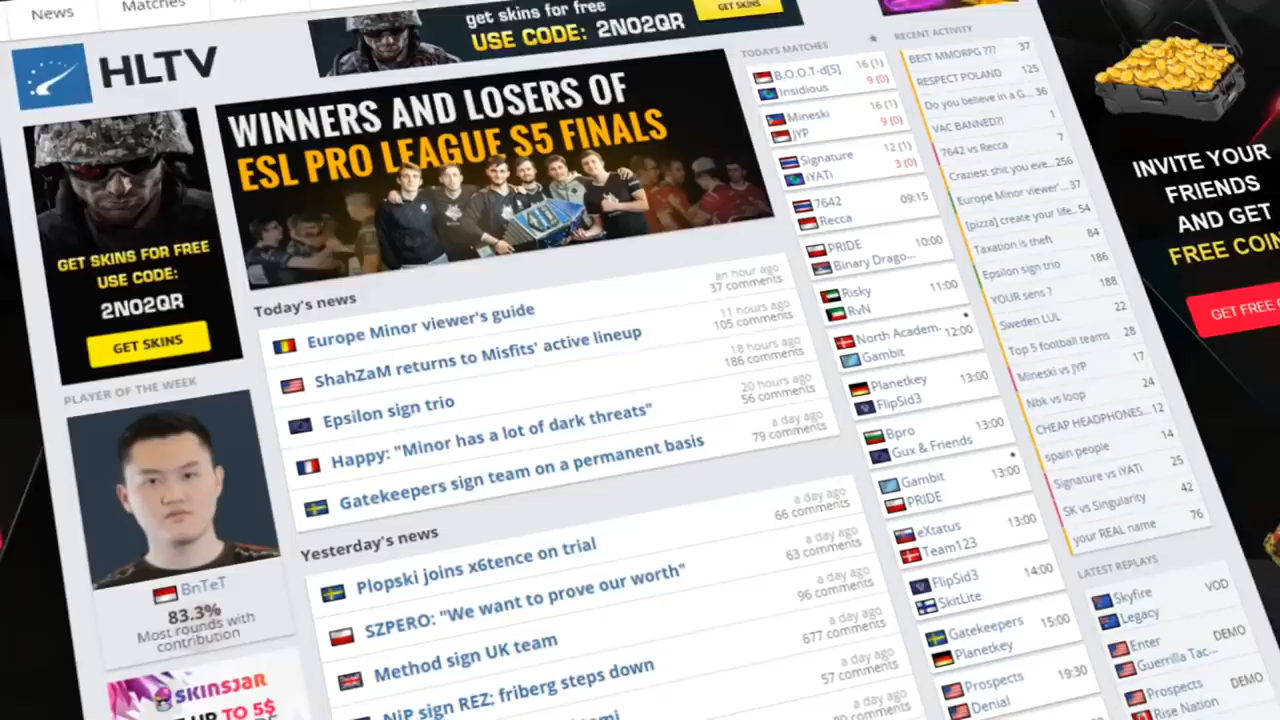 News
Matches
HLTV
get skins for free
USE CODE: 2NO2QR
GET SKINS
GET SKINS FOR FREE
USE CODE:
2NO2QR
GET SKINS
PLAYER OF THE WEEK
BnTeT
83.3%
Most rounds with
contribution
SKINSJAR
UP TO 5$
WINNERS AND LOSERS OF
ESL PRO LEAGUE S5 FINALS
Today's news
Europe Minor viewer's guide
an hour ago
37 comments
ShahZaM returns to Misfits' active lineup
11 hours ago
105 comments
Epsilon sign trio
18 hours ago
186 comments
Happy: "Minor has a lot of dark threats"
20 hours ago
56 comments
Gatekeepers sign team on a permanent basis
a day ago
79 comments
Yesterday's news
Plopski joins x6tence on trial
a day ago
66 comments
SZPERO: "We want to prove our worth"
a day ago
63 comments
Method sign UK team
a day ago
96 comments
NiP sign REZ; friberg steps down
a day ago
677 comments
a day ago
57 comments
a day ago
TODAYS MATCHES
B.O.O.T-d[S] 16 (1)
Insidious 9 (0)
Mineski 16 (1)
JYP 9 (0)
Signature 12 (1)
iYATi 3 (0)
7642
Recca
09:15
PRIDE
Binary Drago...
10:00
Risky
RvN
11:00
North Academ.
Gambit
12:00
Planetkey
FlipSid3
13:00
Bpro
Gux & Friends
13:00
Gambit
PRIDE
13:00
eXtatus
Team123
13:00
FlipSid3
SkitLite
14:00
Gatekeepers
Planetkey
15:00
Prospects
Denial
19:30
RECENT ACTIVITY
BEST MMORPG ??? 37
RESPECT POLAND 125
Do you believe in a G... 36
VAC BANNED?! 1
7642 vs Recca 7
Craziest shit you eve... 256
Europe Minor viewer'... 37
[pizza] create your life... 54
Taxation is theft 84
Epsilon sign trio 186
YOUR sens ? 188
Sweden LUL 22
Top 5 football teams 28
Mineski vs JYP 17
Nbk vs loop 24
CHEAP HEADPHONES... 12
spain people 14
Signature vs iYATi 25
SK vs Singularity 42
your REAL name 76
LATEST REPLAYS
Skyfire
Legacy
VOD
Enter
Guerrilla Tac...
DEMO
Prospects
Rise Nation
DEMO
INVITE YOUR
FRIENDS
AND GET
FREE COIN
GET FREE